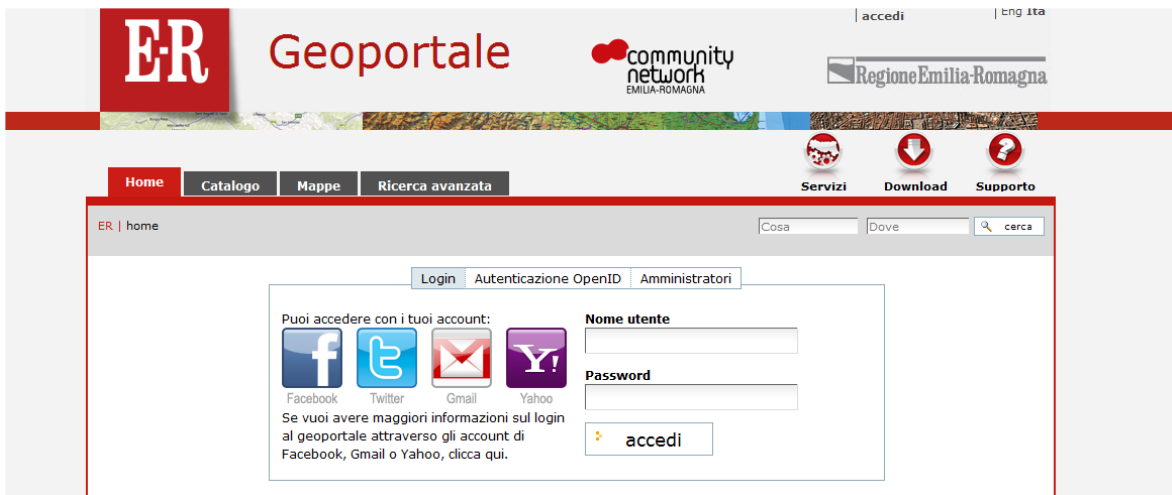 accedi | Eng Ita
E-R Geoportale
community
network
EMILIA-ROMAGNA
RegioneEmilia-Romagna
Servizi Download Supporto
Home Catalogo Mappe Ricerca avanzata
ER | home
Cosa Dove cerca
Login Autenticazione OpenID Amministratori
Puoi accedere con i tuoi account:
Facebook Twitter Gmail Yahoo
Se vuoi avere maggiori informazioni sul login
al geoportale attraverso gli account di
Facebook, Gmail o Yahoo, clicca qui.
Nome utente
Password
accedi